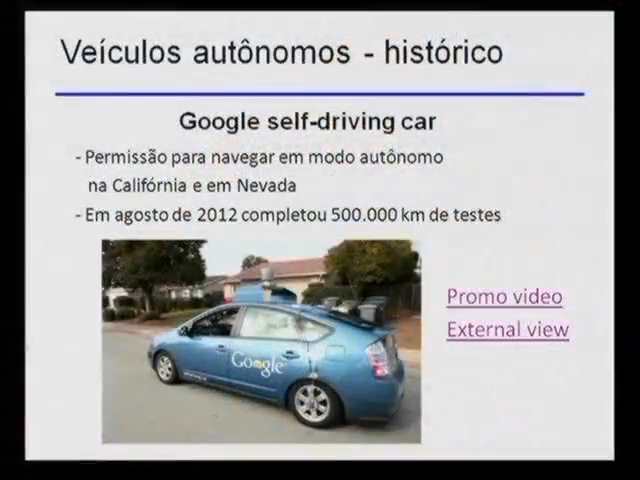 Veículos autônomos - histórico
Google self-driving car
- Permissão para navegar em modo autônomo
na Califórnia e em Nevada
- Em agosto de 2012 completou 500.000 km de testes
Promo video
External view
Google